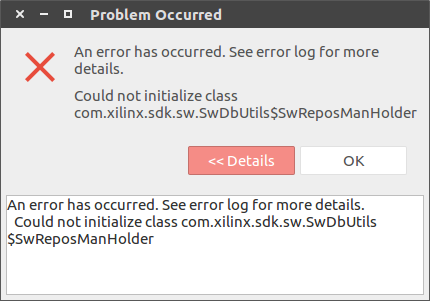 Problem Occurred
An error has occurred. See error log for more
details.
Could not initialize class
com.xilinx.sdk.sw.SwDbUtils$SwReposManHolder
<< Details
OK
An error has occurred. See error log for more details.
Could not initialize class com.xilinx.sdk.sw.SwDbUtils
$SwReposManHolder